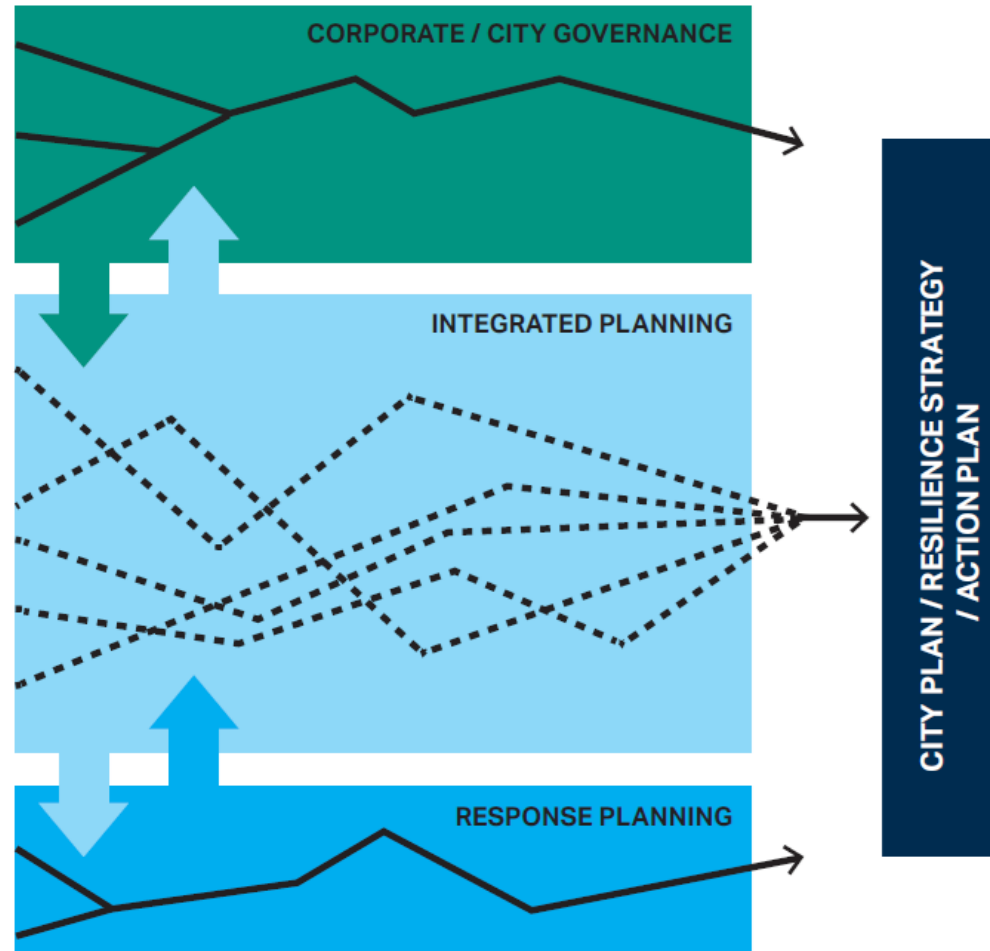 CORPORATE / CITY GOVERNANCE
INTEGRATED PLANNING
CITY PLAN / RESILIENCE STRATEGY
/ ACTION PLAN
RESPONSE PLANNING